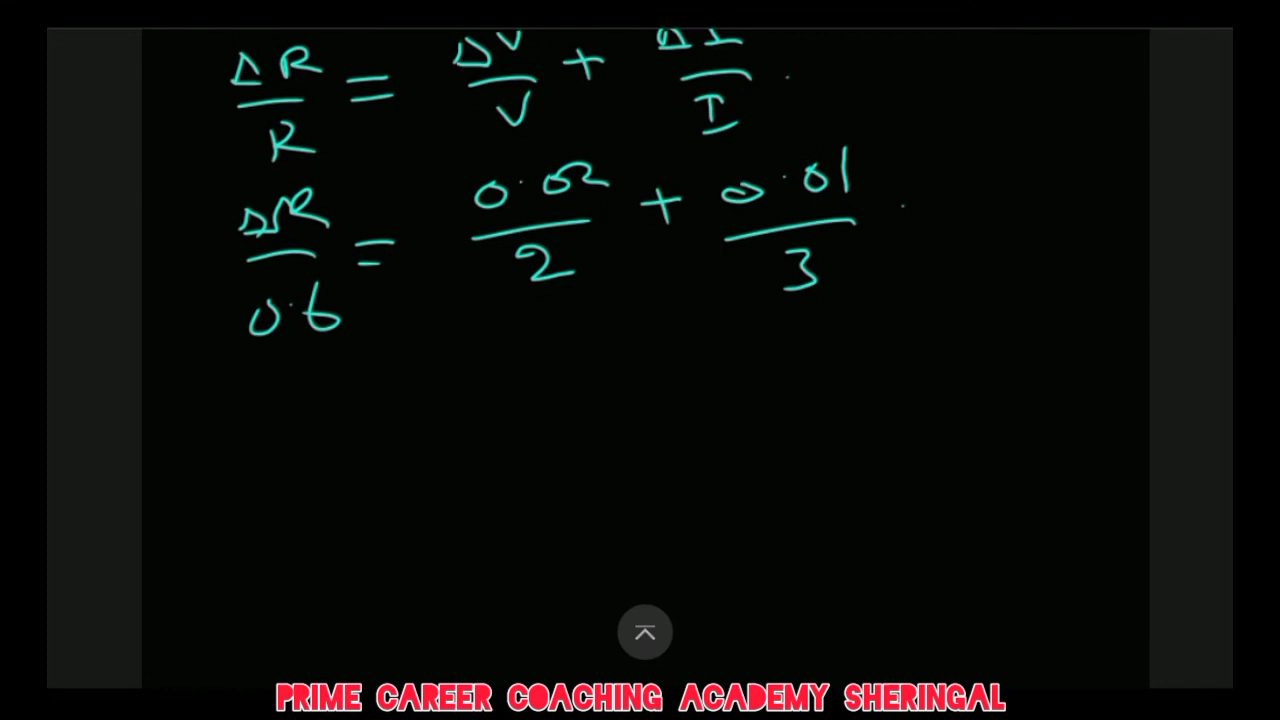 ΔR/R = ΔV/V + ΔI/I
ΔR/0.6 = 0.02/2 + 0.01/3
PRIME CAREER COACHING ACADEMY SHERINGAL